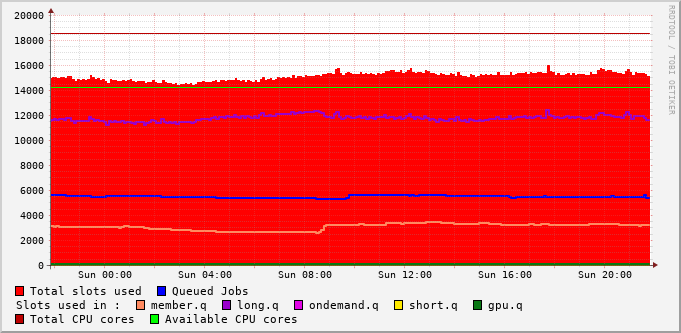 20000
18000
16000
14000
12000
10000
8000
6000
4000
2000
0
Sun 00:00 Sun 04:00 Sun 08:00 Sun 12:00 Sun 16:00 Sun 20:00
Total slots used Queued Jobs
Slots used in : member.q long.q ondemand.q short.q gpu.q
Total CPU cores Available CPU cores
RRDTOOL / TOBI OETIKER